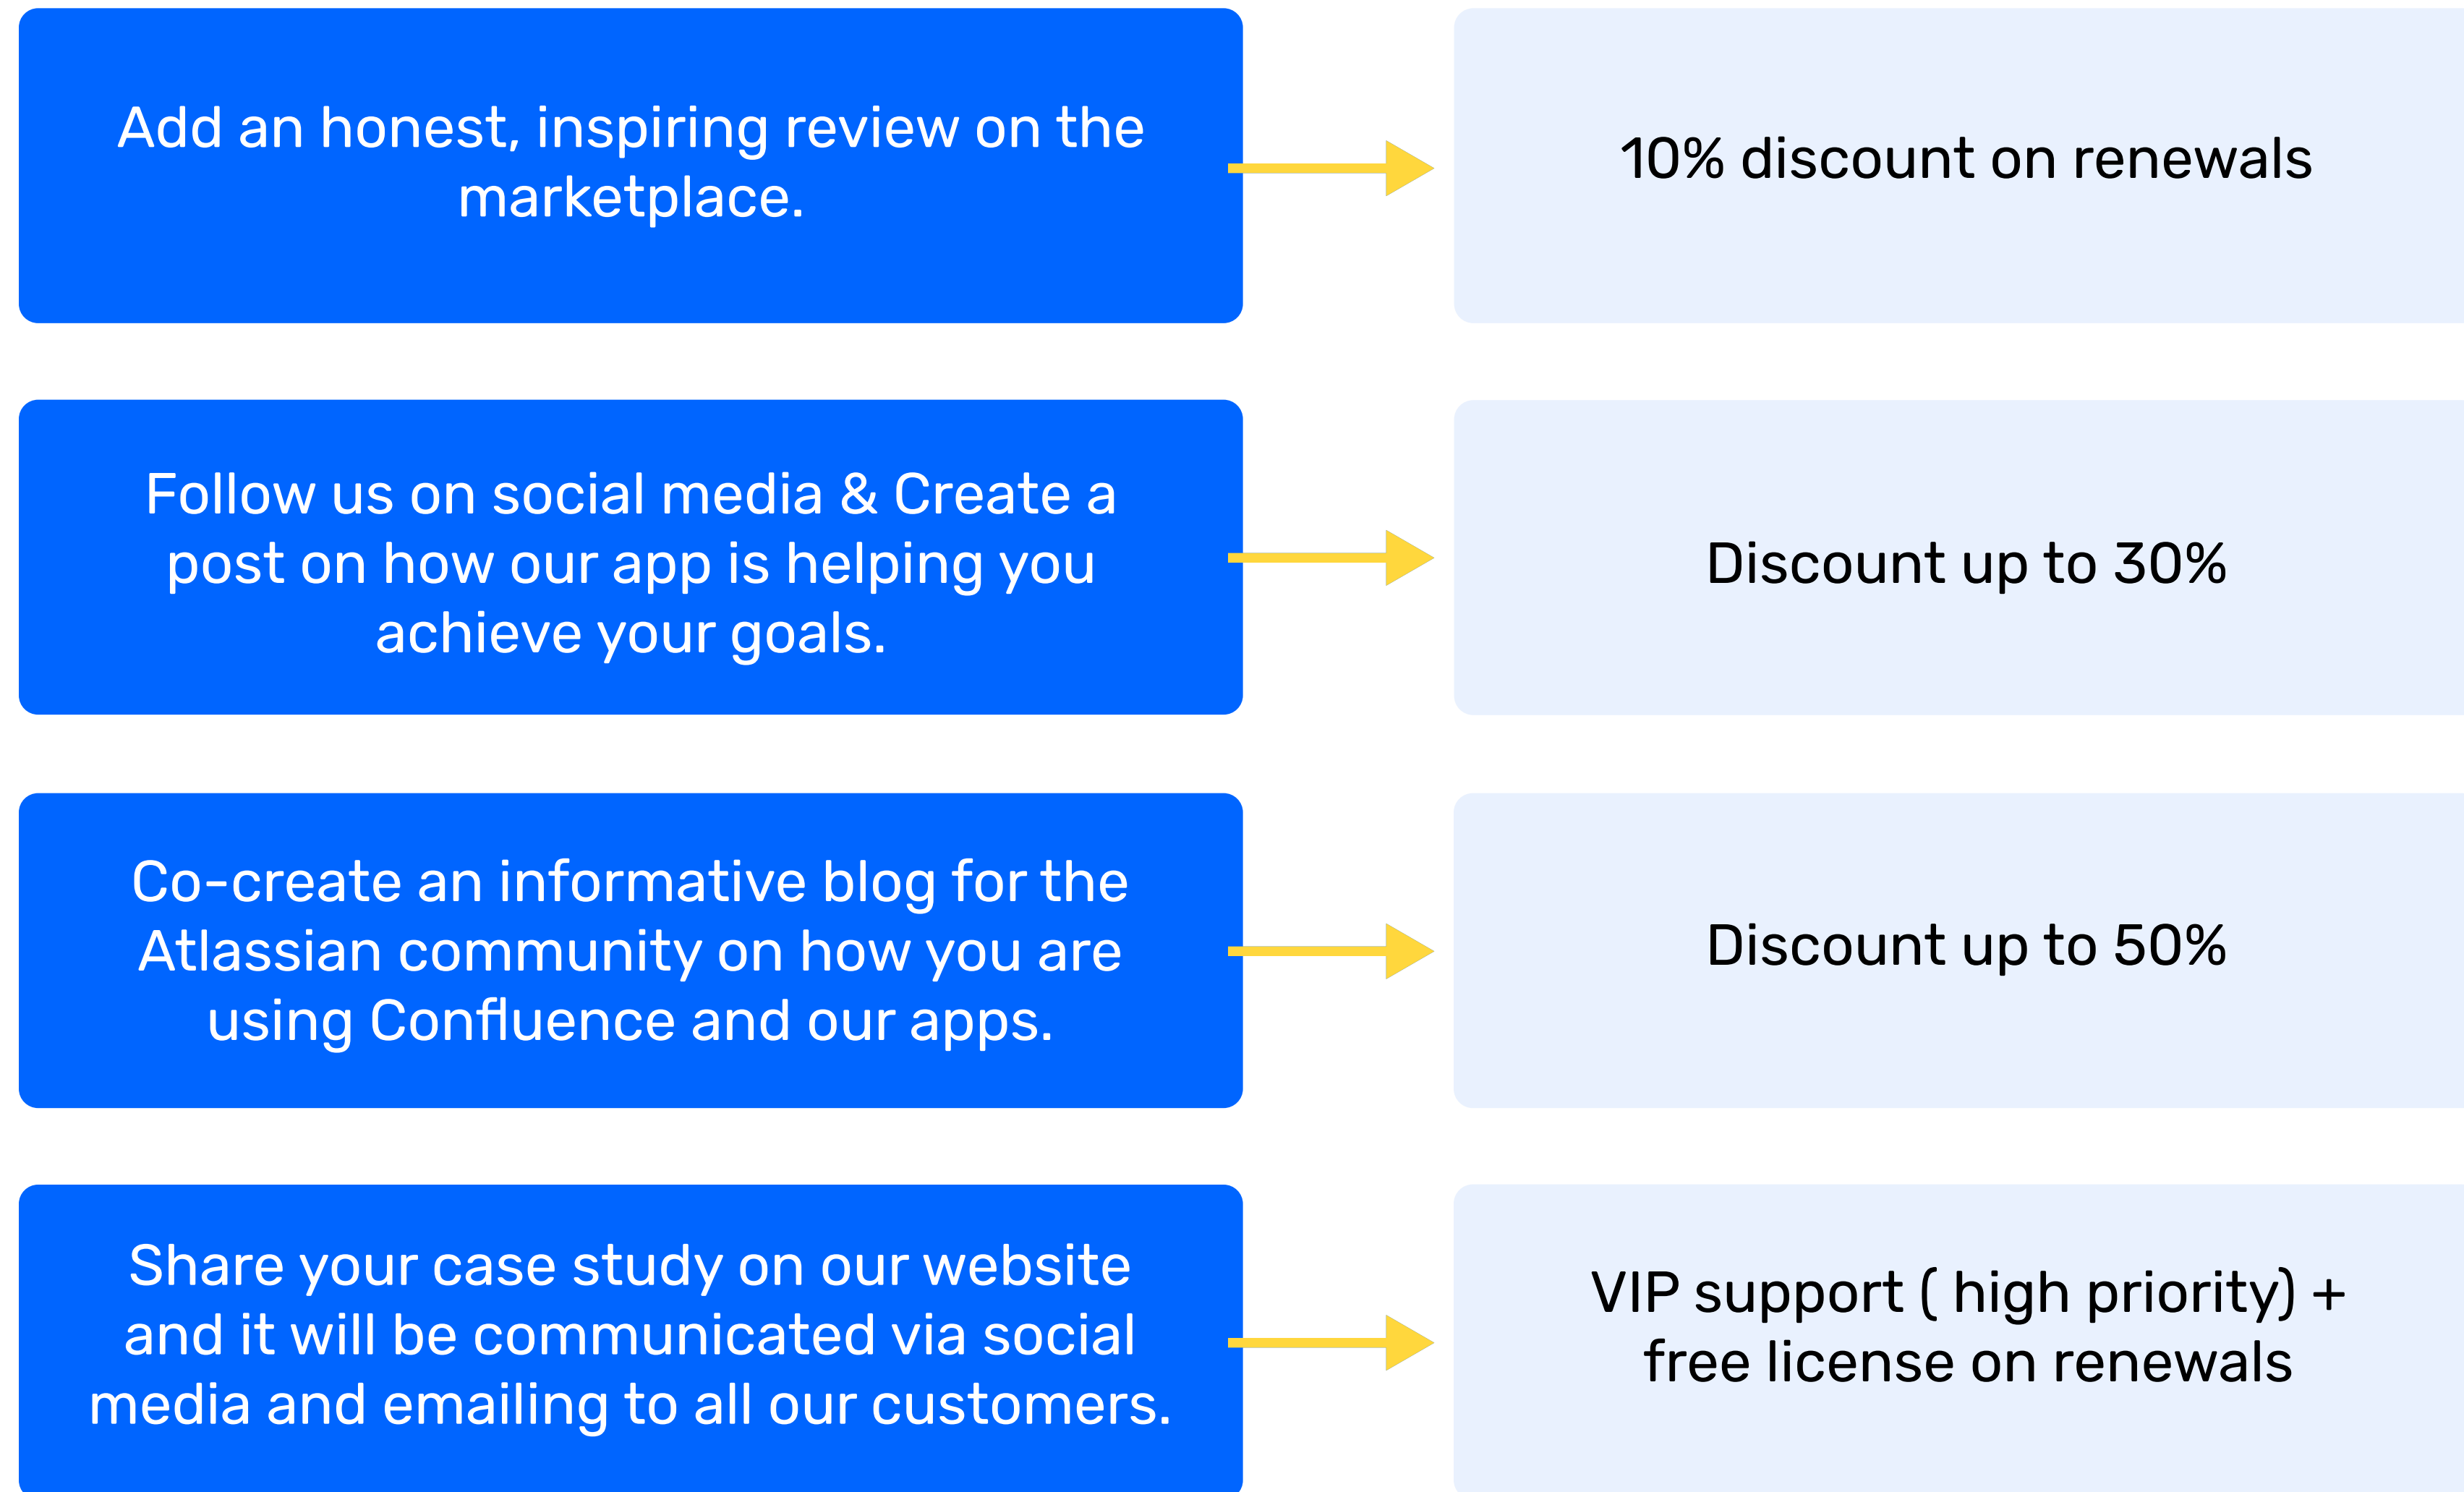 Add an honest, inspiring review on the
marketplace.
10% discount on renewals
Follow us on social media & Create a
post on how our app is helping you
achieve your goals.
Discount up to 30%
Co-create an informative blog for the
Atlassian community on how you are
using Confluence and our apps.
Discount up to 50%
Share your case study on our website
and it will be communicated via social
media and emailing to all our customers.
VIP support ( high priority) +
free license on renewals